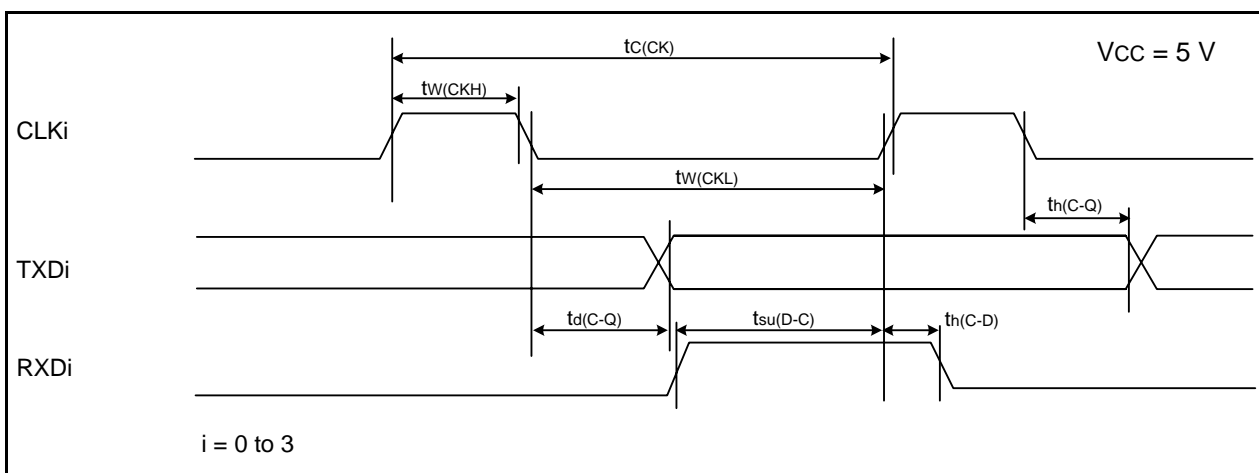 tC(CK)
VCC = 5 V
tW(CKH)
CLKi
tW(CKL)
th(C-Q)
TXDi
td(C-Q)
tsu(D-C)
th(C-D)
RXDi
i = 0 to 3